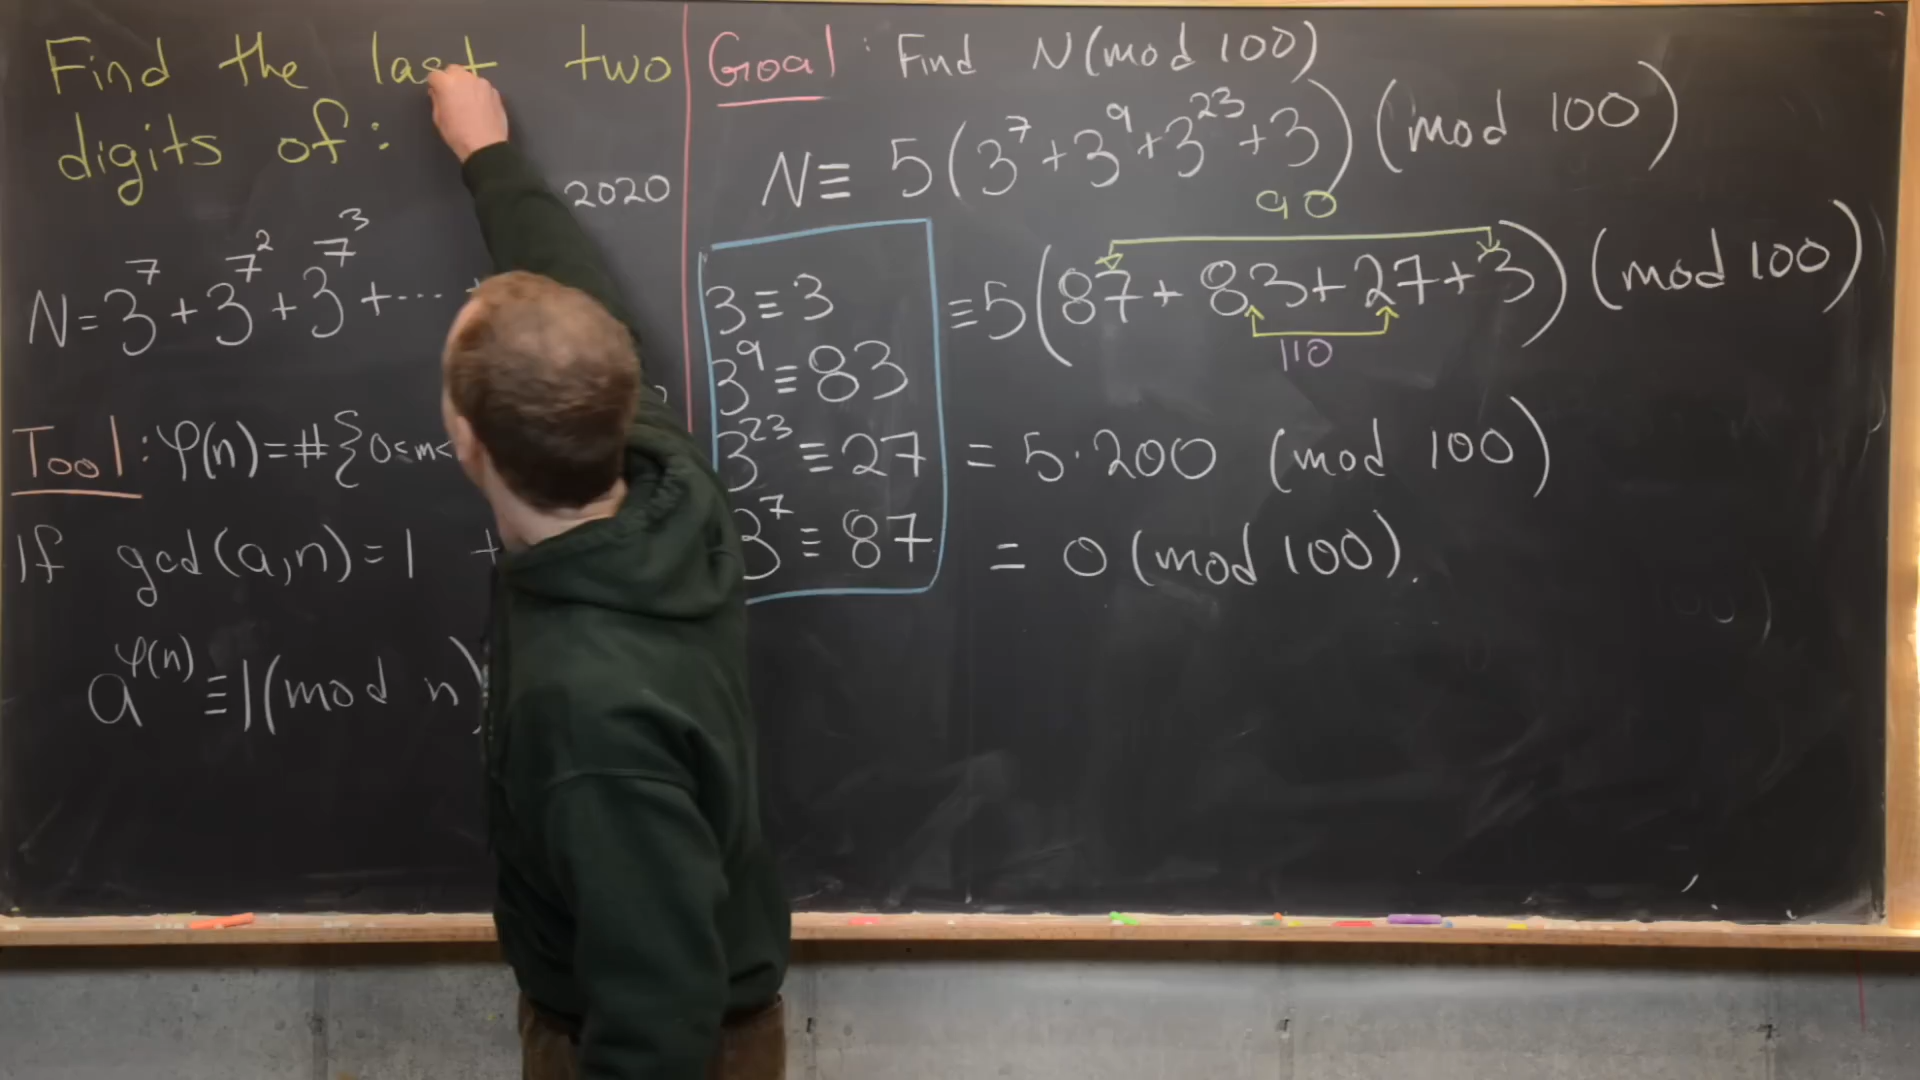 Find the last two
digits of:
2020
N = 3^7 + 3^7^2 + 3^7^3 + ...
Tool: φ(n) = #{0<m<
If gcd(a,n) = 1
a^φ(n) ≡ 1 (mod n)
Goal: Find N (mod 100)
N ≡ 5(3^7 + 3^9 + 3^23 + 3) (mod 100)
90
≡ 5(87 + 83 + 27 + 3) (mod 100)
110
= 5·200 (mod 100)
= 0 (mod 100).
3 ≡ 3
3^9 ≡ 83
3^23 ≡ 27
3^7 ≡ 87